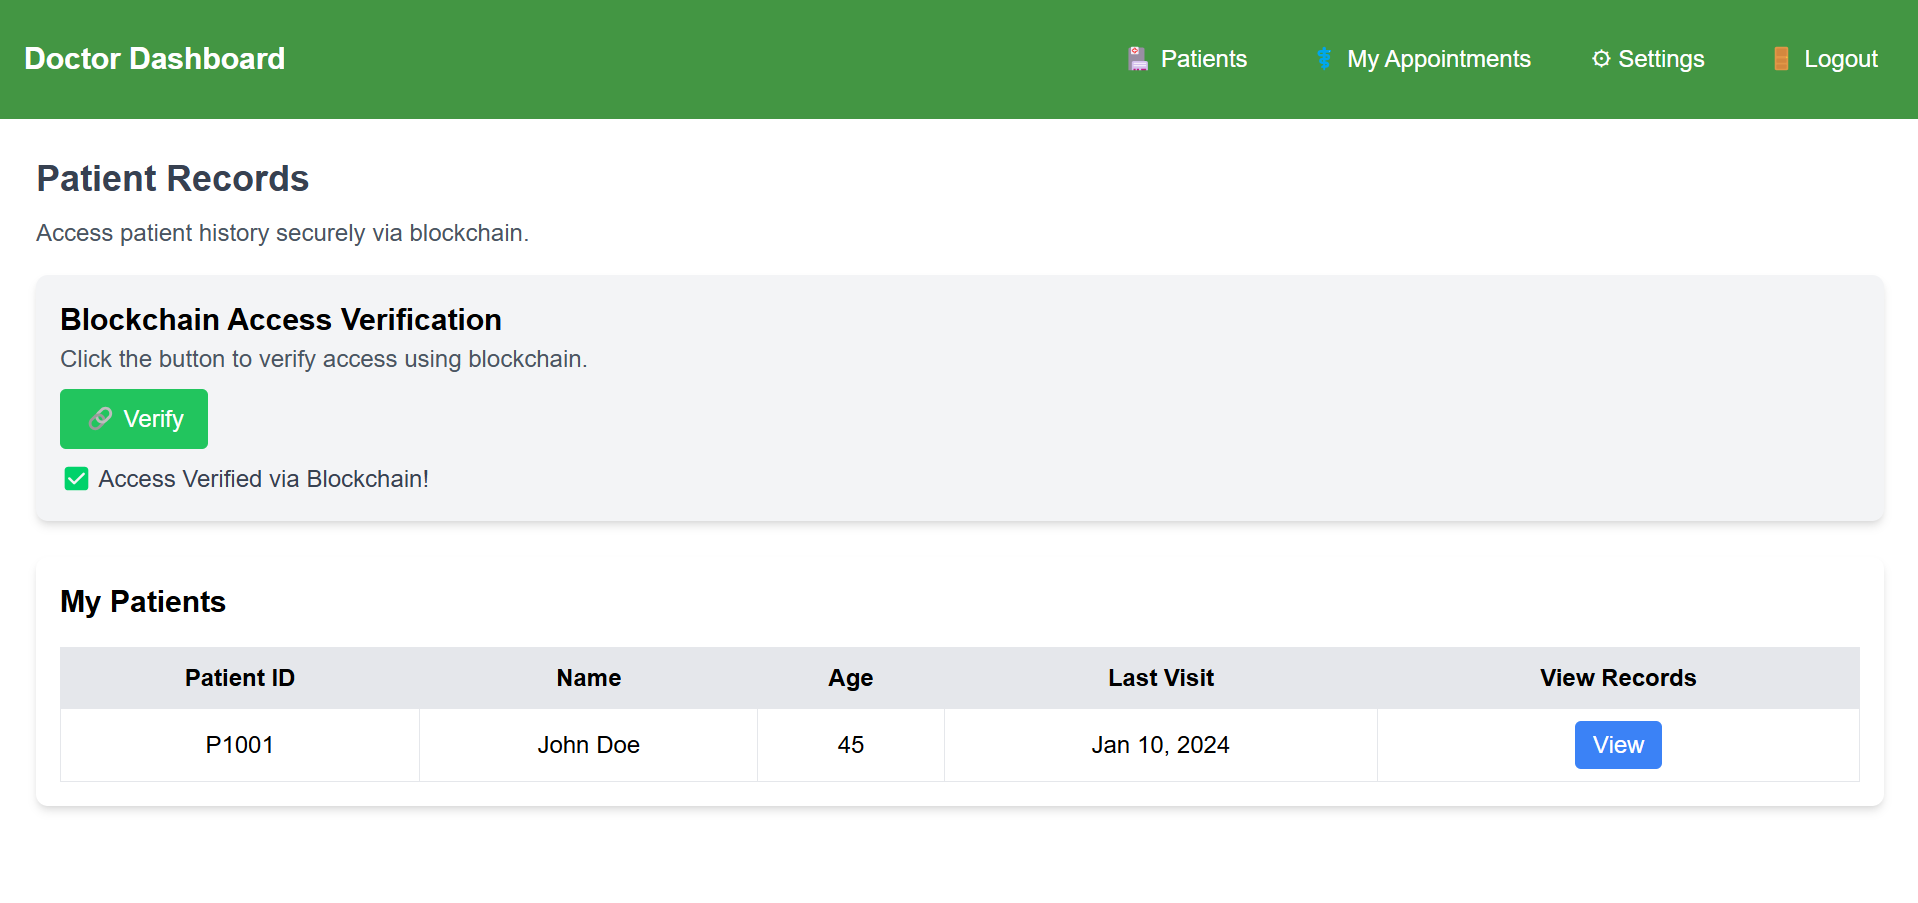 Doctor Dashboard
Patients
My Appointments
Settings
Logout
Patient Records
Access patient history securely via blockchain.
Blockchain Access Verification
Click the button to verify access using blockchain.
Verify
Access Verified via Blockchain!
My Patients
Patient ID Name Age Last Visit View Records
P1001 John Doe 45 Jan 10, 2024 View